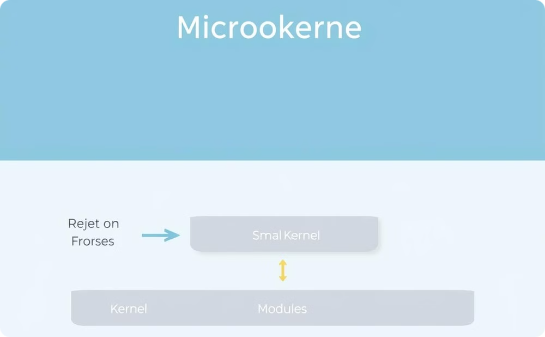 Microokerne
Rejet on
Frorses
Smal Kernel
Kernel
Modules